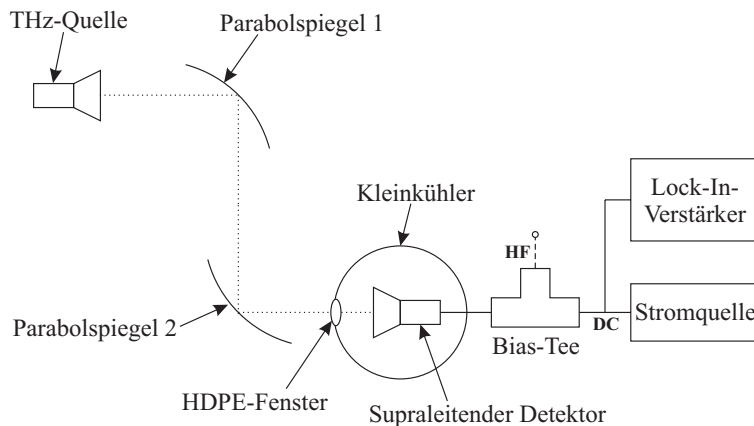 THz-Quelle
Parabolspiegel 1
Kleinkühler
Lock-In-
Verstärker
HF
Parabolspiegel 2
DC
Stromquelle
Bias-Tee
HDPE-Fenster
Supraleitender Detektor